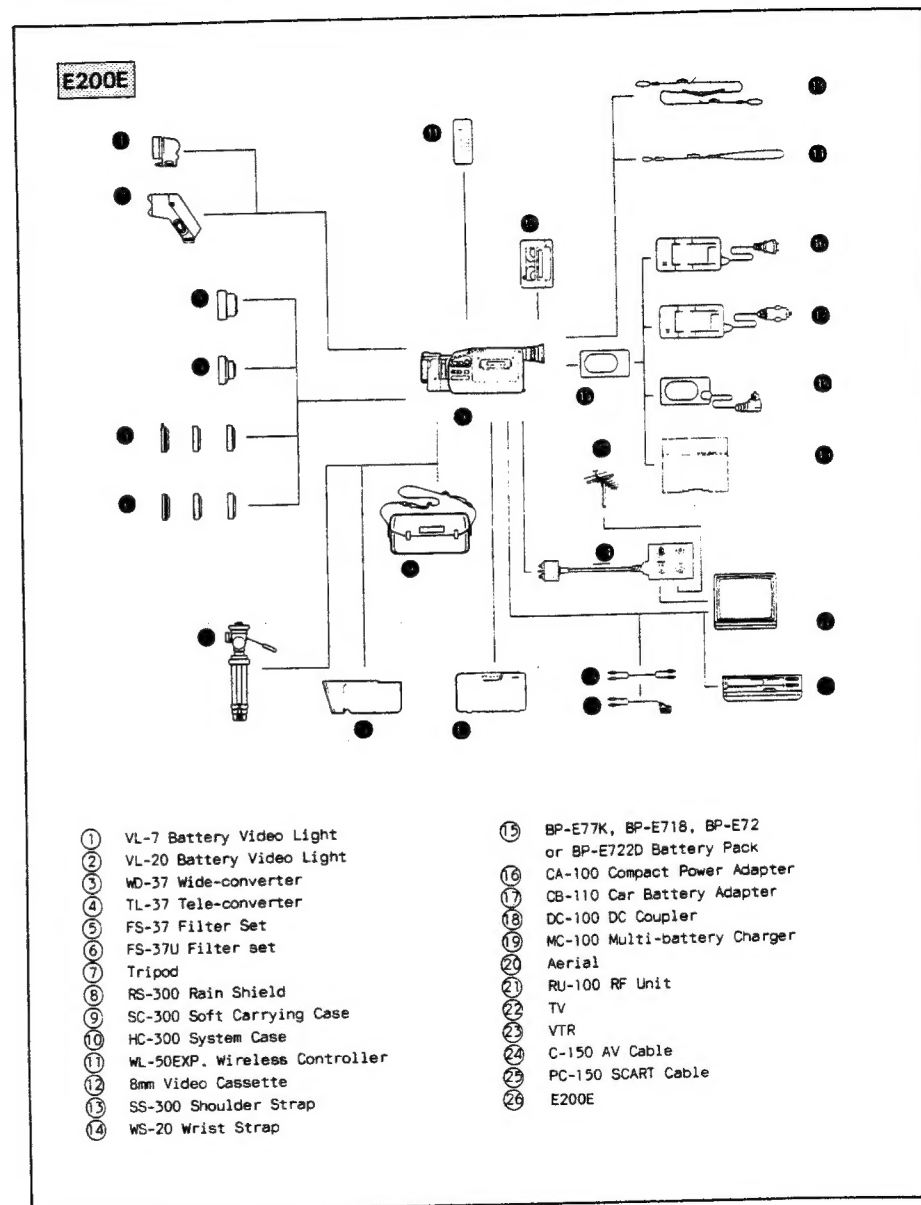 E200E
① VL-7 Battery Video Light
② VL-20 Battery Video Light
③ WD-37 Wide-converter
④ TL-37 Tele-converter
⑤ FS-37 Filter Set
⑥ FS-37U Filter set
⑦ Tripod
⑧ RS-300 Rain Shield
⑨ SC-300 Soft Carrying Case
⑩ HC-300 System Case
⑪ WL-50EXP. Wireless Controller
⑫ 8mm Video Cassette
⑬ SS-300 Shoulder Strap
⑭ WS-20 Wrist Strap
⑮ BP-E77K, BP-E718, BP-E72
or BP-E722D Battery Pack
⑯ CA-100 Compact Power Adapter
⑰ CB-110 Car Battery Adapter
⑱ DC-100 DC Coupler
⑲ MC-100 Multi-battery Charger
⑳ Aerial
㉑ RU-100 RF Unit
㉒ TV
㉓ VTR
㉔ C-150 AV Cable
㉕ PC-150 SCART Cable
㉖ E200E